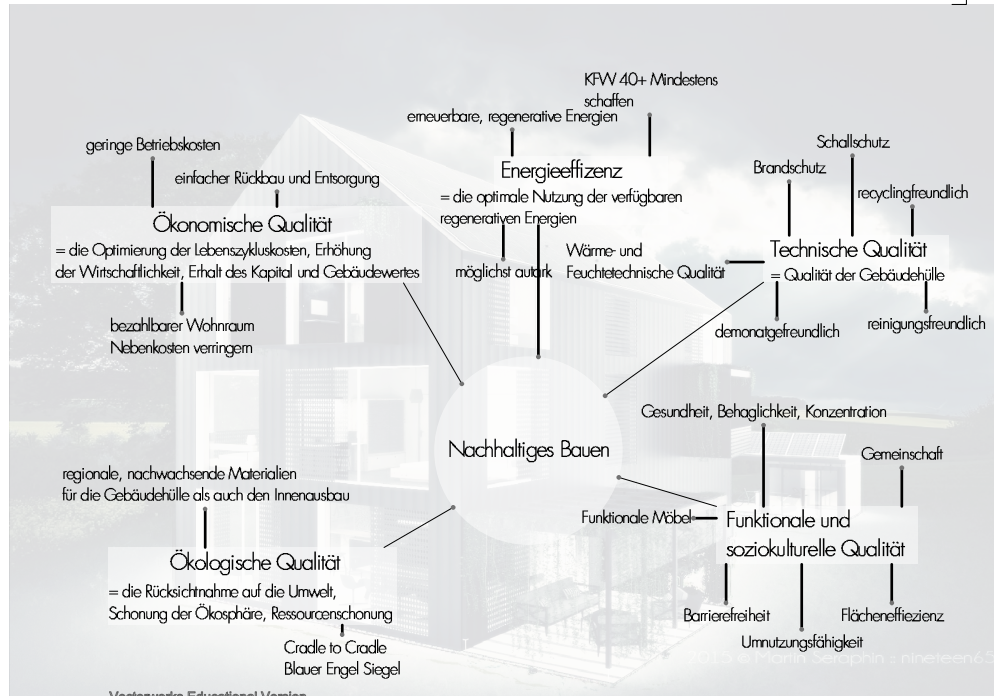 KFW 40+ Mindestens
schaffen
erneuerbare, regenerative Energien
Energieeffizenz
= die optimale Nutzung der verfügbaren
regenerativen Energien
möglichst autark
geringe Betriebskosten
einfacher Rückbau und Entsorgung
Ökonomische Qualität
= die Optimierung der Lebenszykluskosten, Erhöhung
der Wirtschaftlichkeit, Erhalt des Kapital und Gebäudewertes
bezahlbarer Wohnraum
Nebenkosten verringern
Schallschutz
Brandschutz
recyclingfreundlich
Technische Qualität
= Qualität der Gebäudehülle
Wärme- und
Feuchtetechnische Qualität
demonatgefreundlich
reinigungsfreundlich
Nachhaltiges Bauen
regionale, nachwachsende Materialien
für die Gebäudehülle als auch den Innenausbau
Ökologische Qualität
= die Rücksichtnahme auf die Umwelt,
Schonung der Ökosphäre, Ressourcenschonung
Cradle to Cradle
Blauer Engel Siegel
Gesundheit, Behaglichkeit, Konzentration
Gemeinschaft
Funktionale Möbel
Funktionale und
soziokulturelle Qualität
Barrierefreiheit
Flächeneffiezienz
Umnutzungsfähigkeit
© Martin Seraphin :: nineteen65
Vectorworks Educational Version